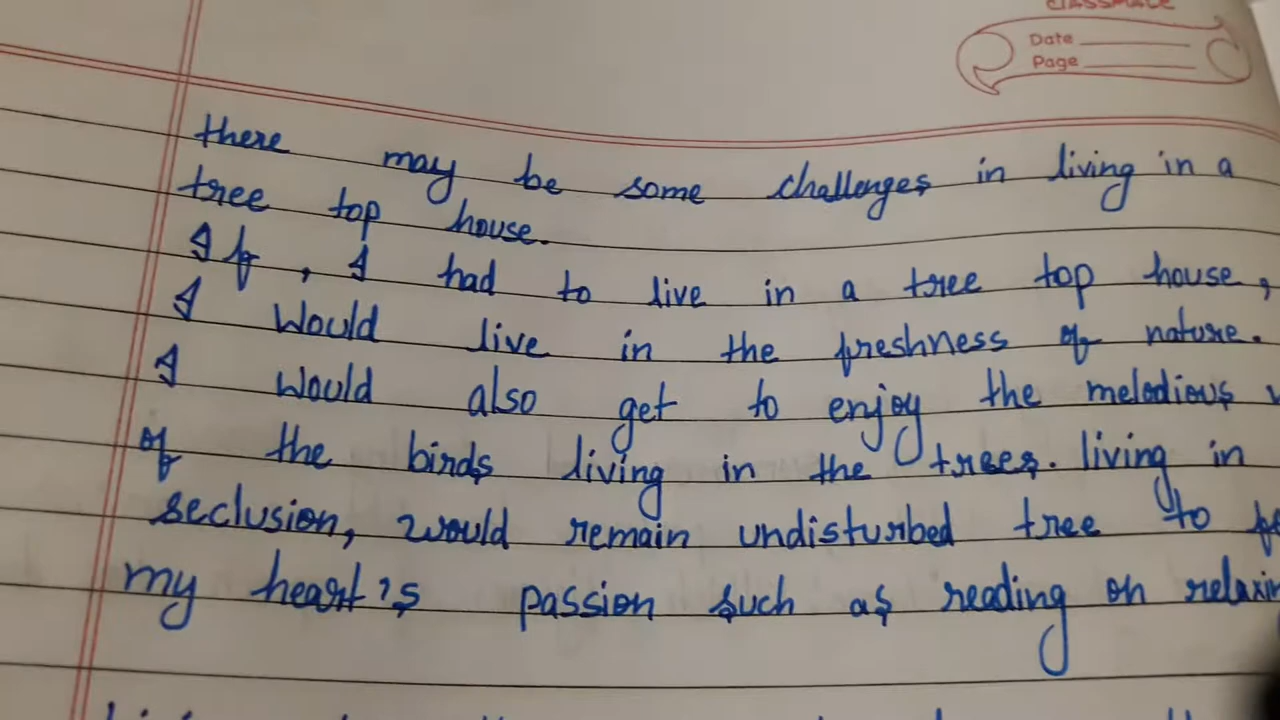 CLASSMATE
Date
Page
there may be some challenges in living in a
tree top house.
If, I had to live in a tree top house,
I would live in the freshness of nature.
I would also get to enjoy the melodious
of the birds living in the trees. living in
seclusion, would remain undisturbed tree to
my heart's passion such as reading or relaxin